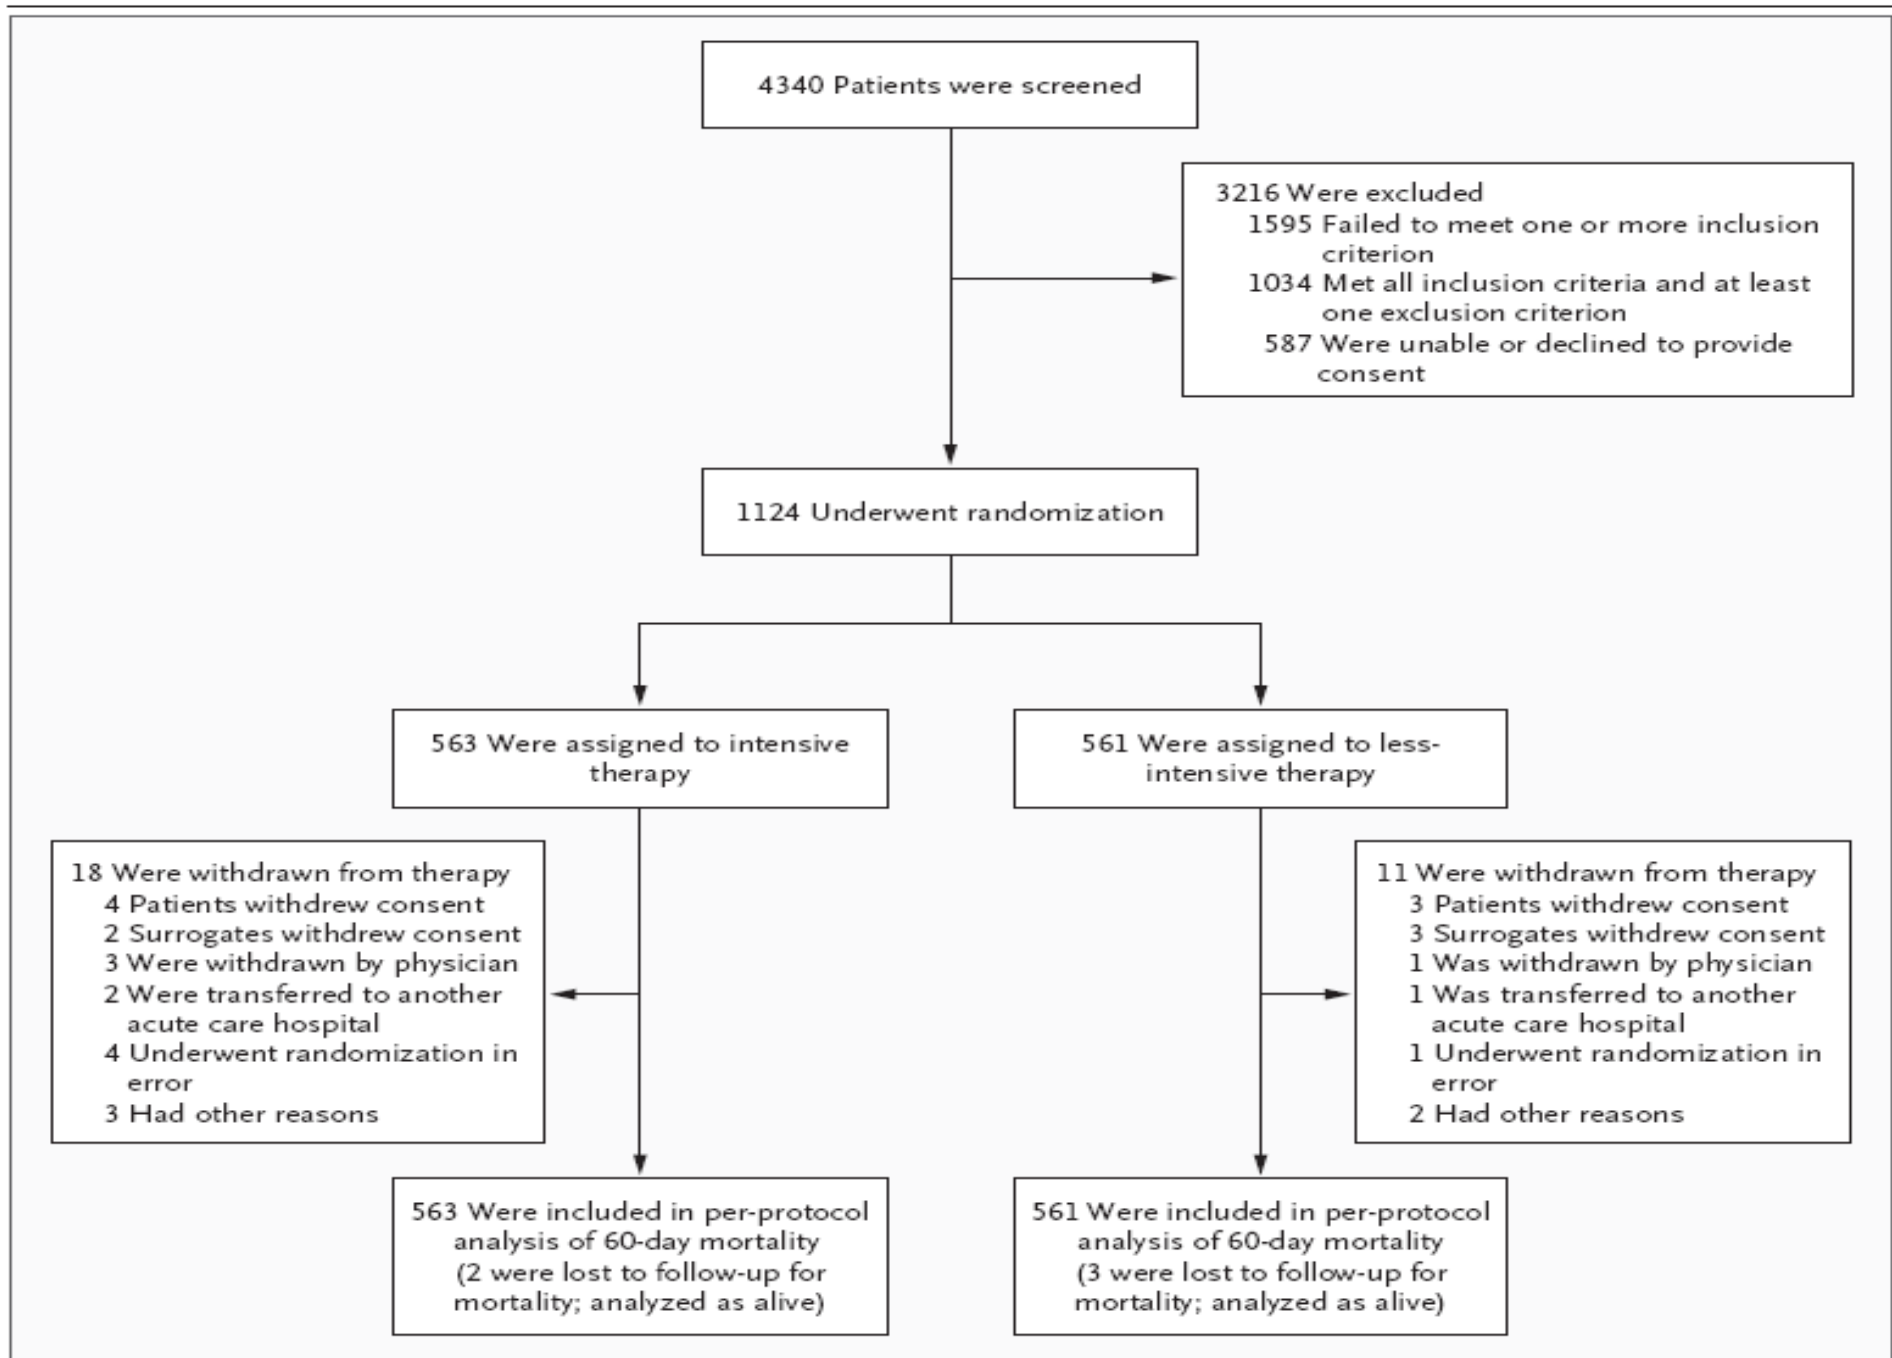 4340 Patients were screened
3216 Were excluded
1595 Failed to meet one or more inclusion
criterion
1034 Met all inclusion criteria and at least
one exclusion criterion
587 Were unable or declined to provide
consent
1124 Underwent randomization
563 Were assigned to intensive
therapy
561 Were assigned to less-
intensive therapy
18 Were withdrawn from therapy
4 Patients withdrew consent
2 Surrogates withdrew consent
3 Were withdrawn by physician
2 Were transferred to another
acute care hospital
4 Underwent randomization in
error
3 Had other reasons
11 Were withdrawn from therapy
3 Patients withdrew consent
3 Surrogates withdrew consent
1 Was withdrawn by physician
1 Was transferred to another
acute care hospital
1 Underwent randomization in
error
2 Had other reasons
563 Were included in per-protocol
analysis of 60-day mortality
(2 were lost to follow-up for
mortality; analyzed as alive)
561 Were included in per-protocol
analysis of 60-day mortality
(3 were lost to follow-up for
mortality; analyzed as alive)